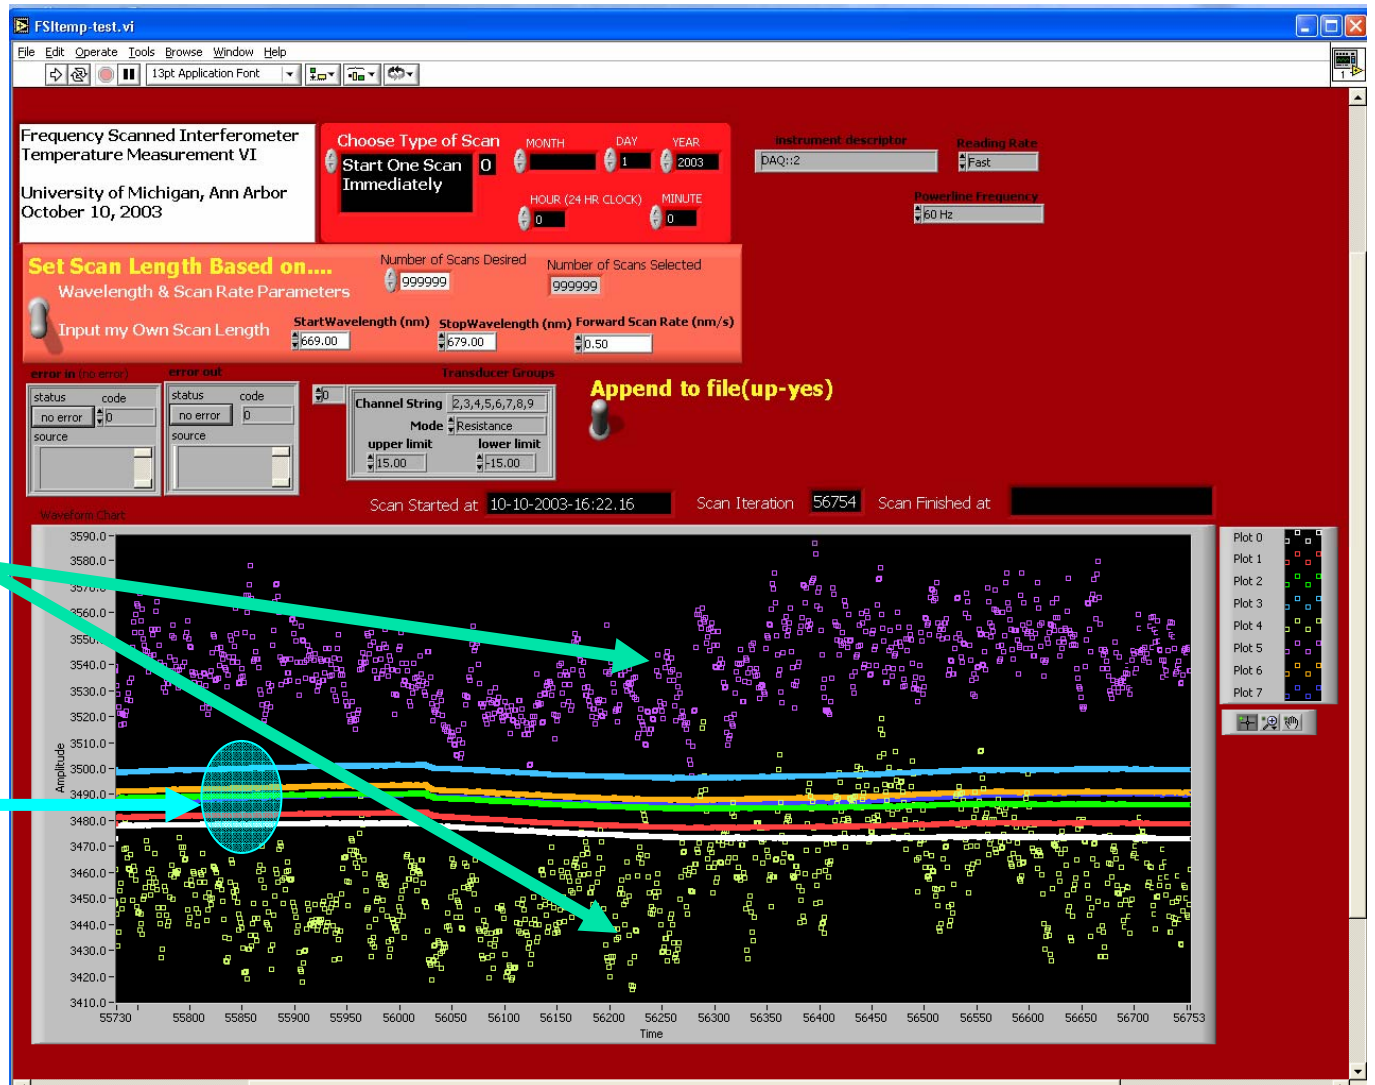 FSItemp-test.vi
File Edit Operate Tools Browse Window Help
13pt Application Font
1
Frequency Scanned Interferometer
Temperature Measurement VI
University of Michigan, Ann Arbor
October 10, 2003
Choose Type of Scan
Start One Scan
Immediately
0
MONTH DAY YEAR
1 2003
HOUR (24 HR CLOCK) MINUTE
0 0
instrument descriptor
DAQ::2
Reading Rate
Fast
Powerline Frequency
60 Hz
Set Scan Length Based on....
Wavelength & Scan Rate Parameters
Input my Own Scan Length
Number of Scans Desired
999999
Number of Scans Selected
999999
StartWavelength (nm) StopWavelength (nm) Forward Scan Rate (nm/s)
669.00 679.00 0.50
error in (no error)
status code
no error 0
source
error out
status code
no error 0
source
Transducer Groups
0
Channel String 2,3,4,5,6,7,8,9
Mode Resistance
upper limit lower limit
15.00 -15.00
Append to file(up-yes)
Scan Started at 10-10-2003-16:22.16 Scan Iteration 56754 Scan Finished at
Waveform Chart
3590.0
3580.0
3570.0
3560.0
3550.0
3540.0
3530.0
3520.0
3510.0
3500.0
3490.0
3480.0
3470.0
3460.0
3450.0
3440.0
3430.0
3420.0
3410.0
Amplitude
55730 55800 55850 55900 55950 56000 56050 56100 56150 56200 56250 56300 56350 56400 56450 56500 56550 56600 56650 56700 56753
Time
Plot 0
Plot 1
Plot 2
Plot 3
Plot 4
Plot 5
Plot 6
Plot 7